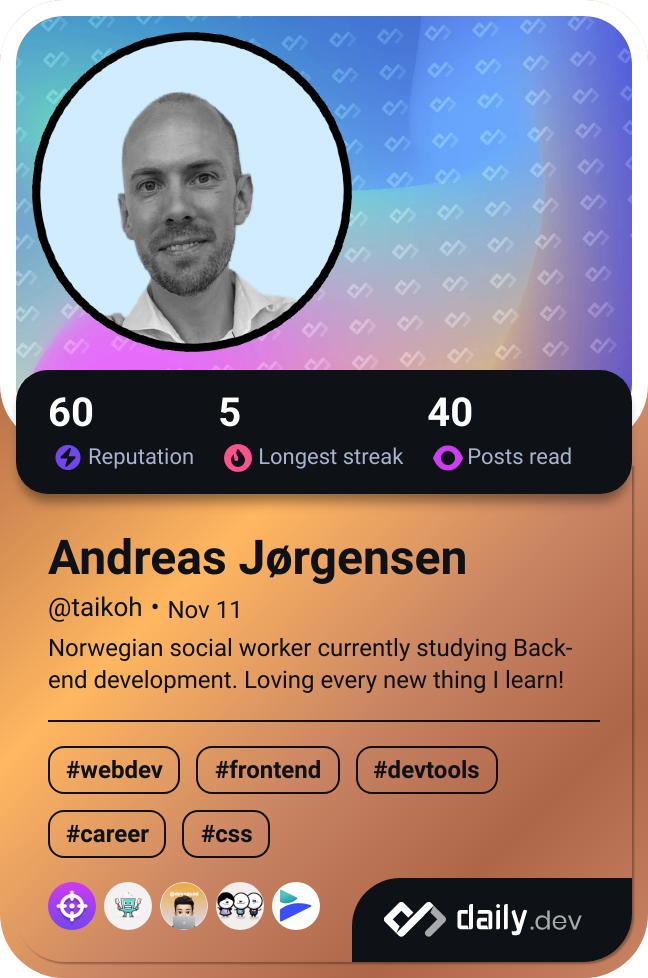 60
5
40
Reputation
Longest streak
Posts read
Andreas Jørgensen
@taikoh • Nov 11
Norwegian social worker currently studying Back-
end development. Loving every new thing I learn!
#webdev
#frontend
#devtools
#career
#css
daily.dev